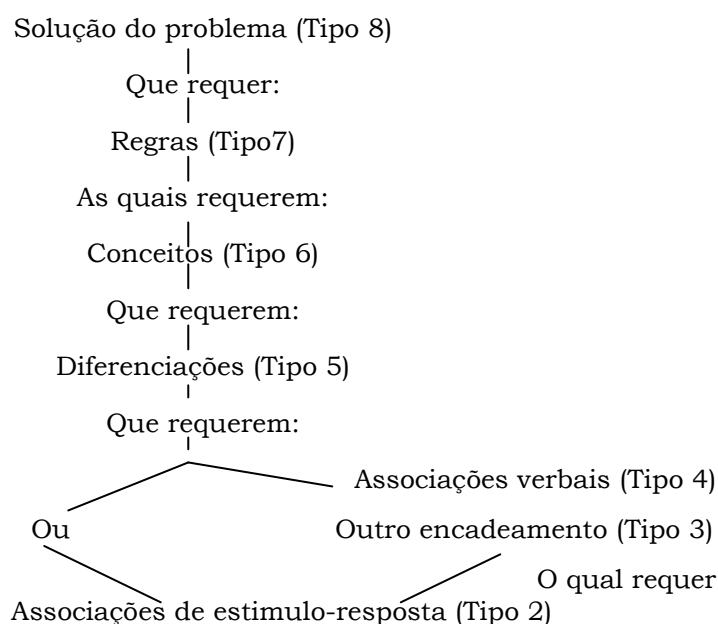 Solução do problema (Tipo 8)
Que requer:
Regras (Tipo7)
As quais requerem:
Conceitos (Tipo 6)
Que requerem:
Diferenciações (Tipo 5)
Que requerem:
Associações verbais (Tipo 4)
Ou Outro encadeamento (Tipo 3)
O qual requer
Associações de estimulo-resposta (Tipo 2)